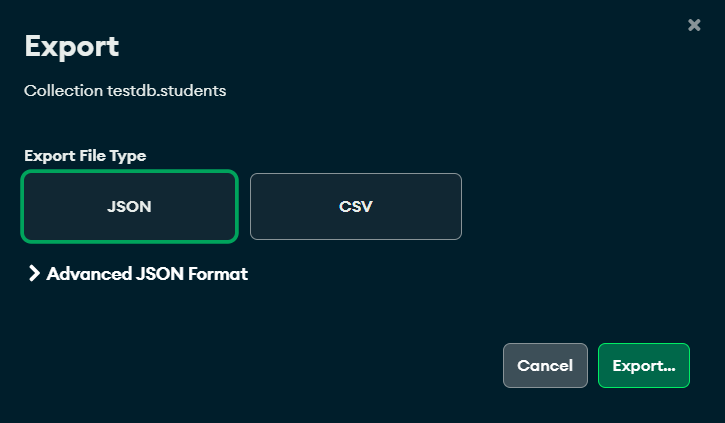 Export
Collection testdb.students
Export File Type
JSON
CSV
Advanced JSON Format
Cancel
Export...